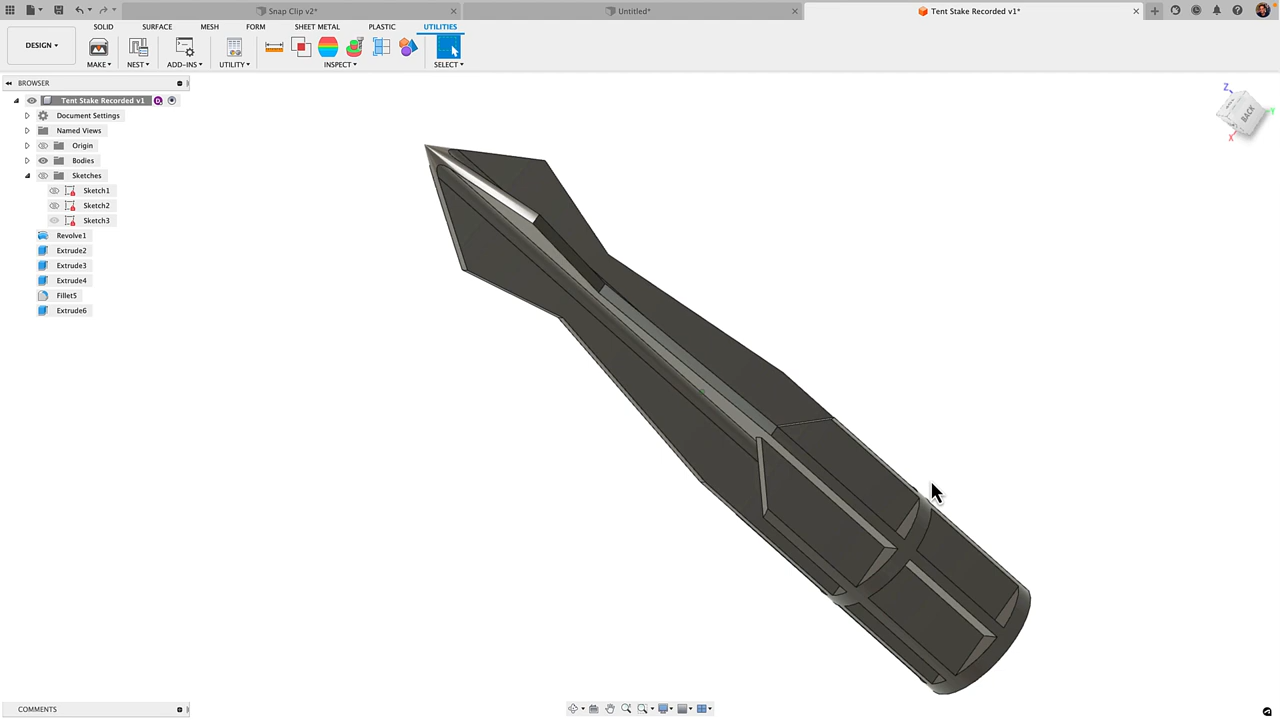 Snap Clip v2*
Untitled*
Tent Stake Recorded v1*
DESIGN
SOLID
SURFACE
MESH
FORM
SHEET METAL
PLASTIC
UTILITIES
MAKE
NEST
ADD-INS
UTILITY
INSPECT
SELECT
BROWSER
Tent Stake Recorded v1
Document Settings
Named Views
Origin
Bodies
Sketches
Sketch1
Sketch2
Sketch3
Revolve1
Extrude2
Extrude3
Extrude4
Fillet5
Extrude6
Z
Y
X
BACK
COMMENTS